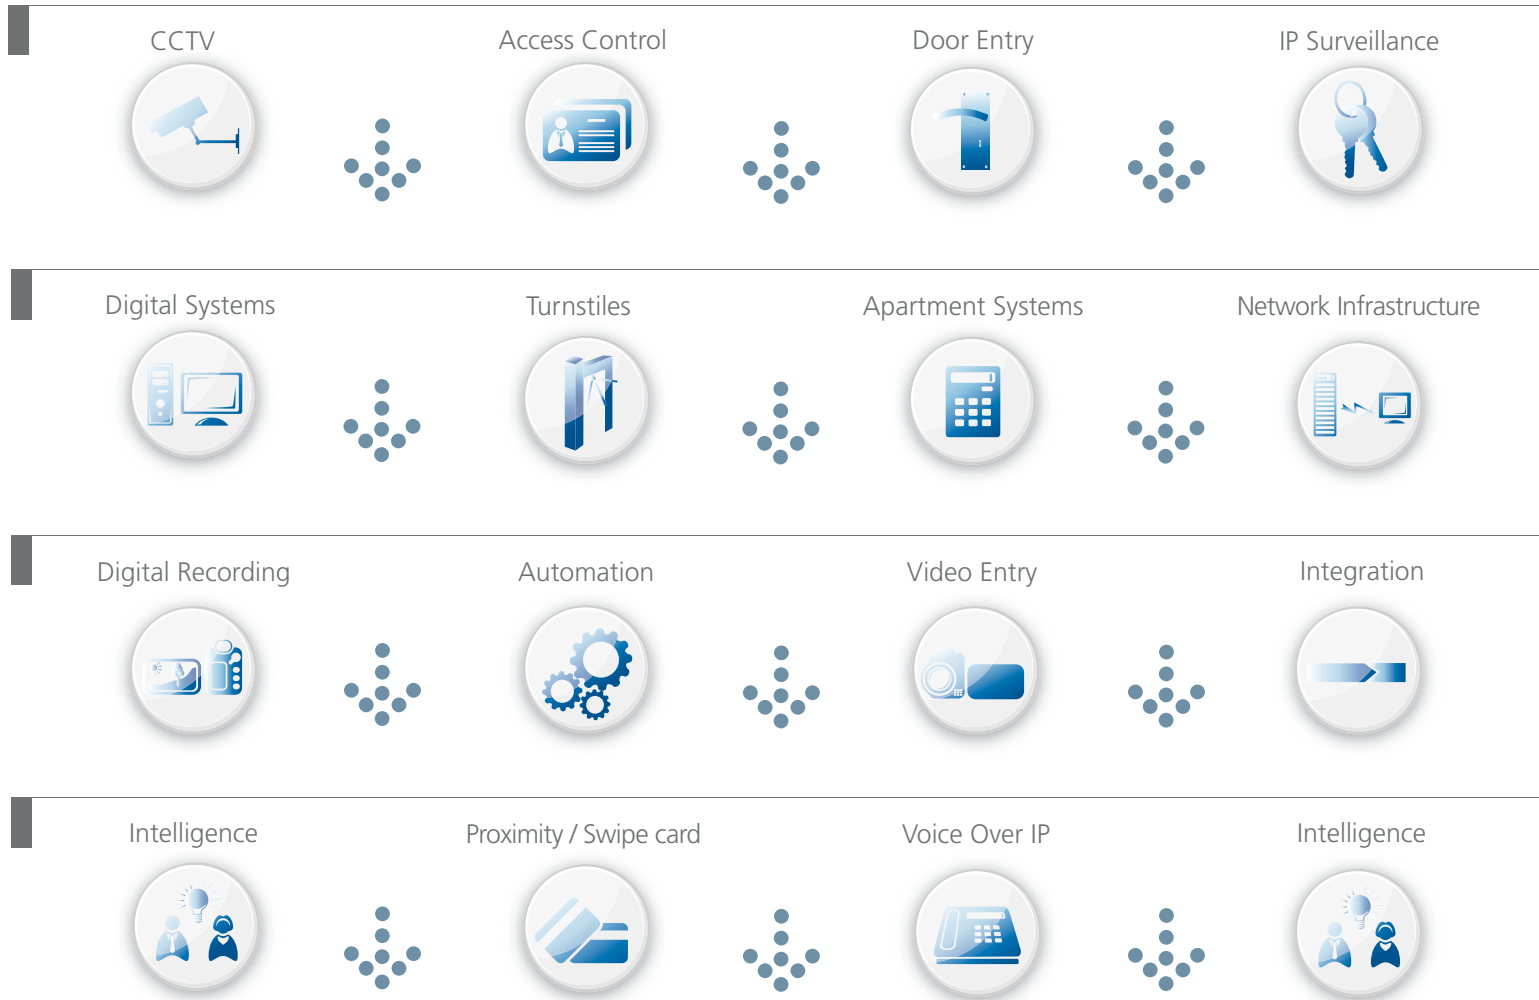 CCTV
Access Control
Door Entry
IP Surveillance
Digital Systems
Turnstiles
Apartment Systems
Network Infrastructure
Digital Recording
Automation
Video Entry
Integration
Intelligence
Proximity / Swipe card
Voice Over IP
Intelligence